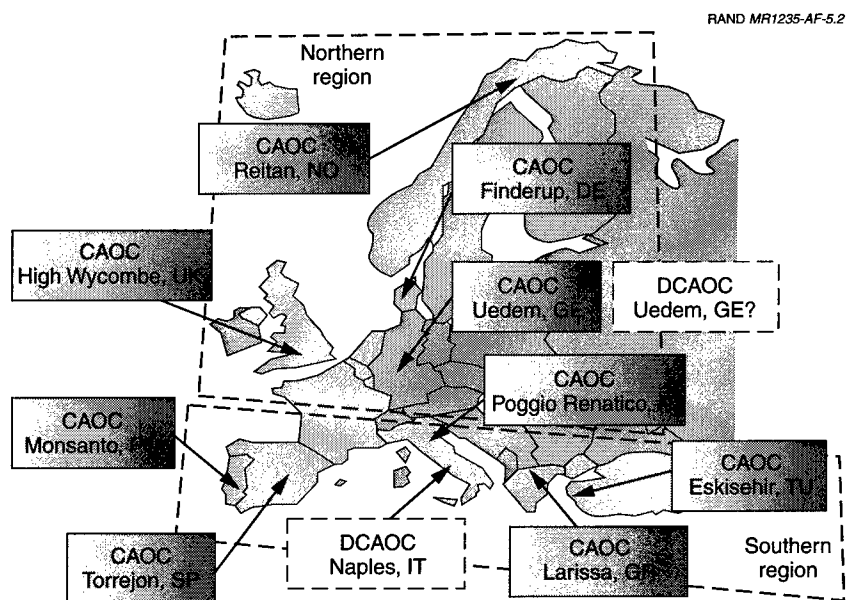 RAND MR1235-AF-5.2
Northern
region
CAOC
Reitan, NO
CAOC
Finderup, DE
CAOC
High Wycombe, UK
CAOC
Uedem, GE
DCAOC
Uedem, GE?
CAOC
Poggio Renatico,
CAOC
Monsanto,
CAOC
Eskisehir, TU
CAOC
Torrejon, SP
DCAOC
Naples, IT
CAOC
Larissa, GR
Southern
region